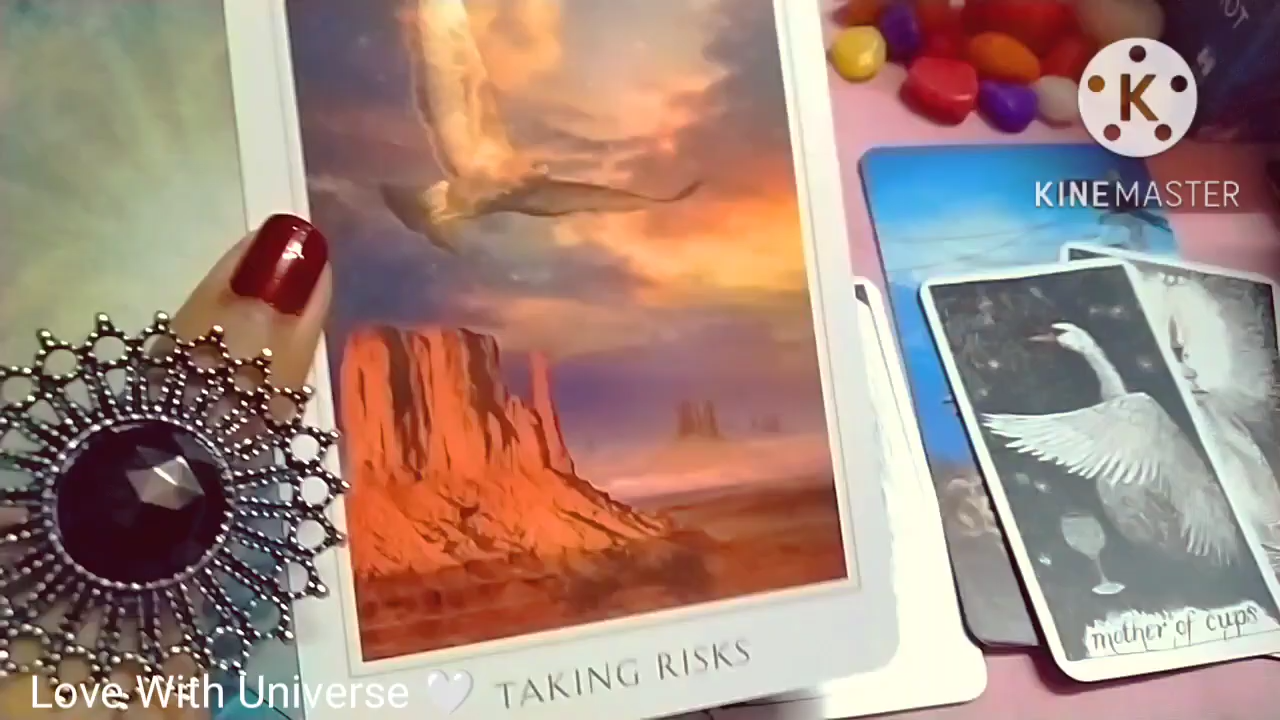 K
KINEMASTER
mother of cups
TAKING RISKS
Love With Universe